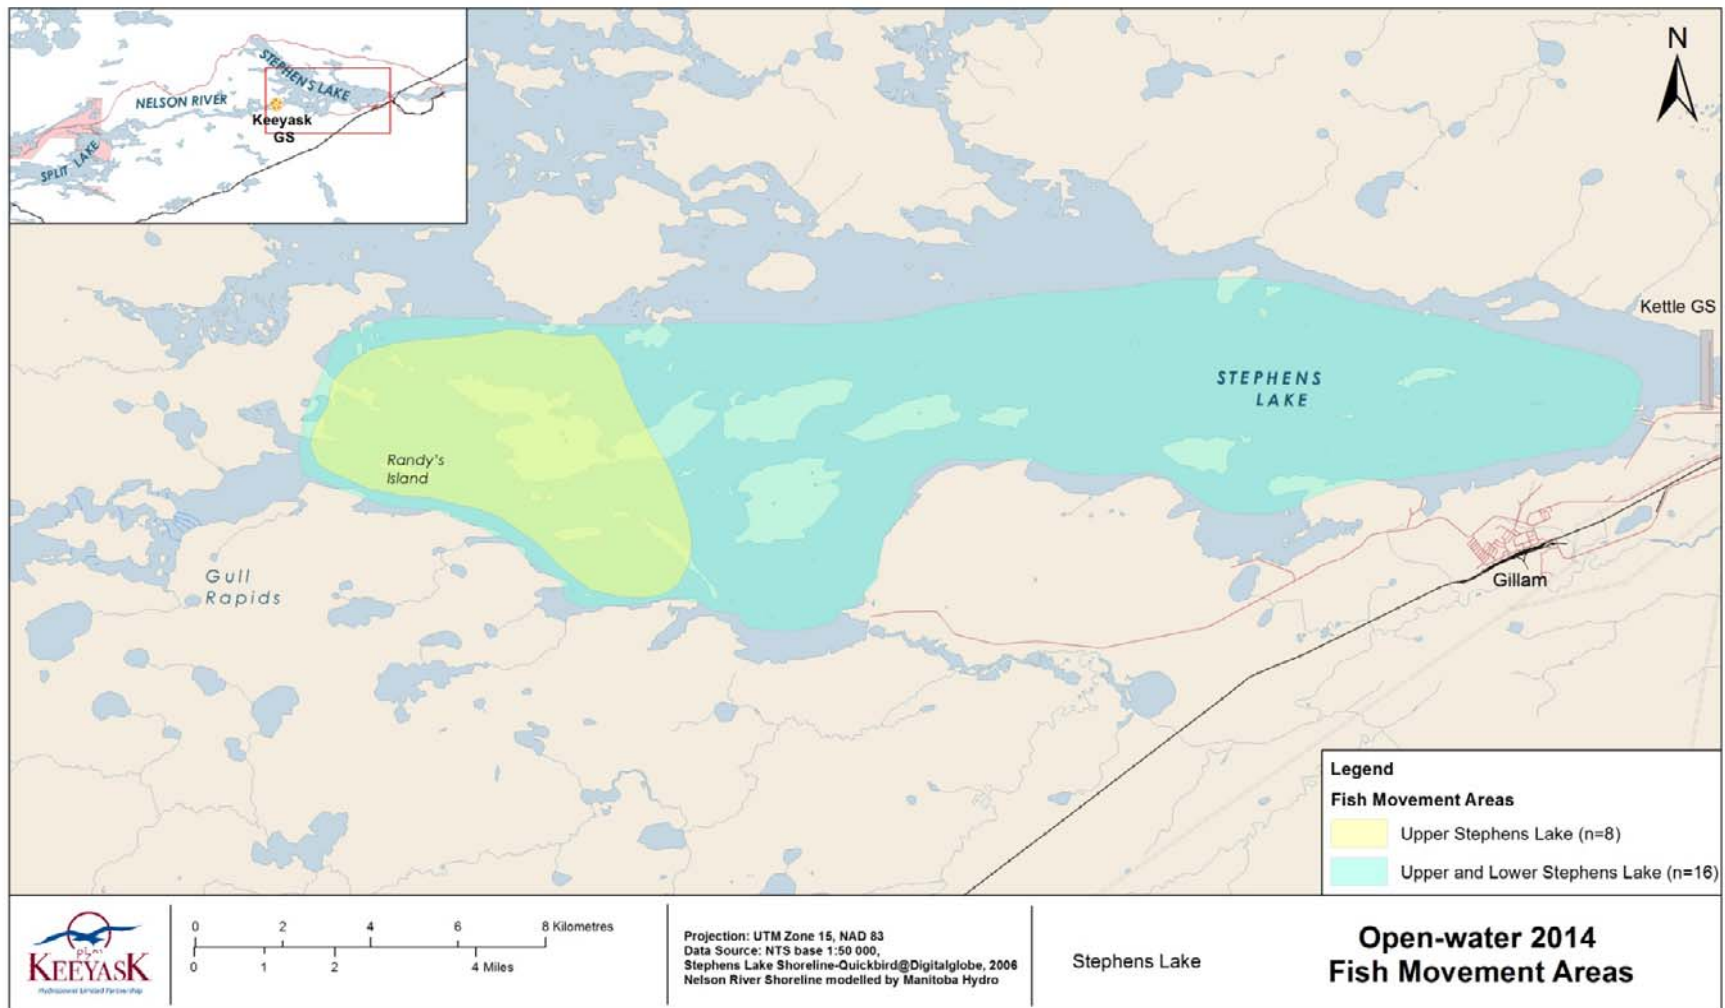 STEPHENS LAKE
NELSON RIVER
Keeyask
GS
SPLIT LAKE
N
Kettle GS
STEPHENS
LAKE
Randy's
Island
Gull
Rapids
Gillam
Legend
Fish Movement Areas
Upper Stephens Lake (n=8)
Upper and Lower Stephens Lake (n=16)
KEEYASK
Hydropower Limited Partnership
0 2 4 6 8 Kilometres
0 1 2 4 Miles
Projection: UTM Zone 15, NAD 83
Data Source: NTS base 1:50 000,
Stephens Lake Shoreline-Quickbird@Digitalglobe, 2006
Nelson River Shoreline modelled by Manitoba Hydro
Stephens Lake
Open-water 2014
Fish Movement Areas